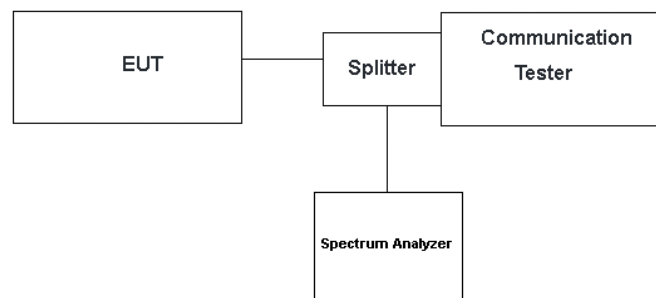 EUT
Splitter
Communication
Tester
Spectrum Analyzer